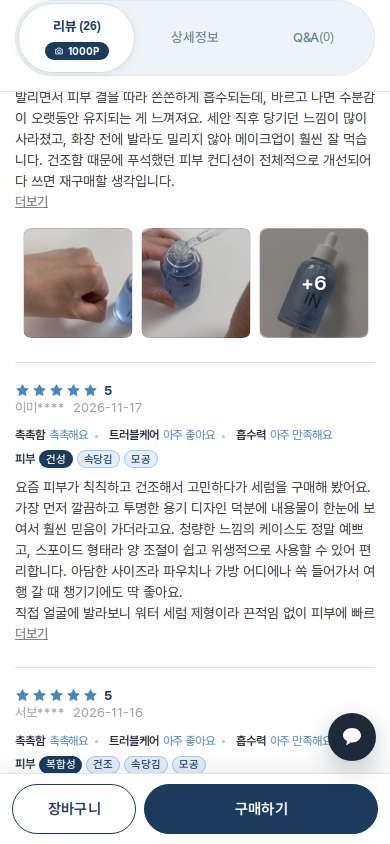 리뷰 (26)
1000P
상세정보
Q&A(0)
발리면서 피부 결을 따라 쫀쫀하게 흡수되는데, 바르고 나면 수분감
이 오랫동안 유지되는 게 느껴져요. 세안 직후 당기던 느낌이 많이
사라졌고, 화장 전에 발라도 밀리지 않아 메이크업이 훨씬 잘 먹습
니다. 건조함 때문에 푸석했던 피부 컨디션이 전체적으로 개선되어
다 쓰면 재구매할 생각입니다.
더보기
+6
IN
5
이미**** 2026-11-17
촉촉함 촉촉해요 • 트러블케어 아주 좋아요 • 흡수력 아주 만족해요
피부 건성 속당김 모공
요즘 피부가 칙칙하고 건조해서 고민하다가 세럼을 구매해 봤어요.
가장 먼저 깔끔하고 투명한 용기 디자인 덕분에 내용물이 한눈에 보
여서 훨씬 믿음이 가더라고요. 청량한 느낌의 케이스도 정말 예쁘
고, 스포이드 형태라 양 조절이 쉽고 위생적으로 사용할 수 있어 편
리합니다. 아담한 사이즈라 파우치나 가방 어디에나 쏙 들어가서 여
행 갈 때 챙기기에도 딱 좋아요.
직접 얼굴에 발라보니 워터 세럼 제형이라 끈적임 없이 피부에 빠르
더보기
5
서보**** 2026-11-16
촉촉함 촉촉해요 • 트러블케어 아주 좋아요 • 흡수력 아주 만족해요
피부 복합성 건조 속당김 모공
장바구니
구매하기